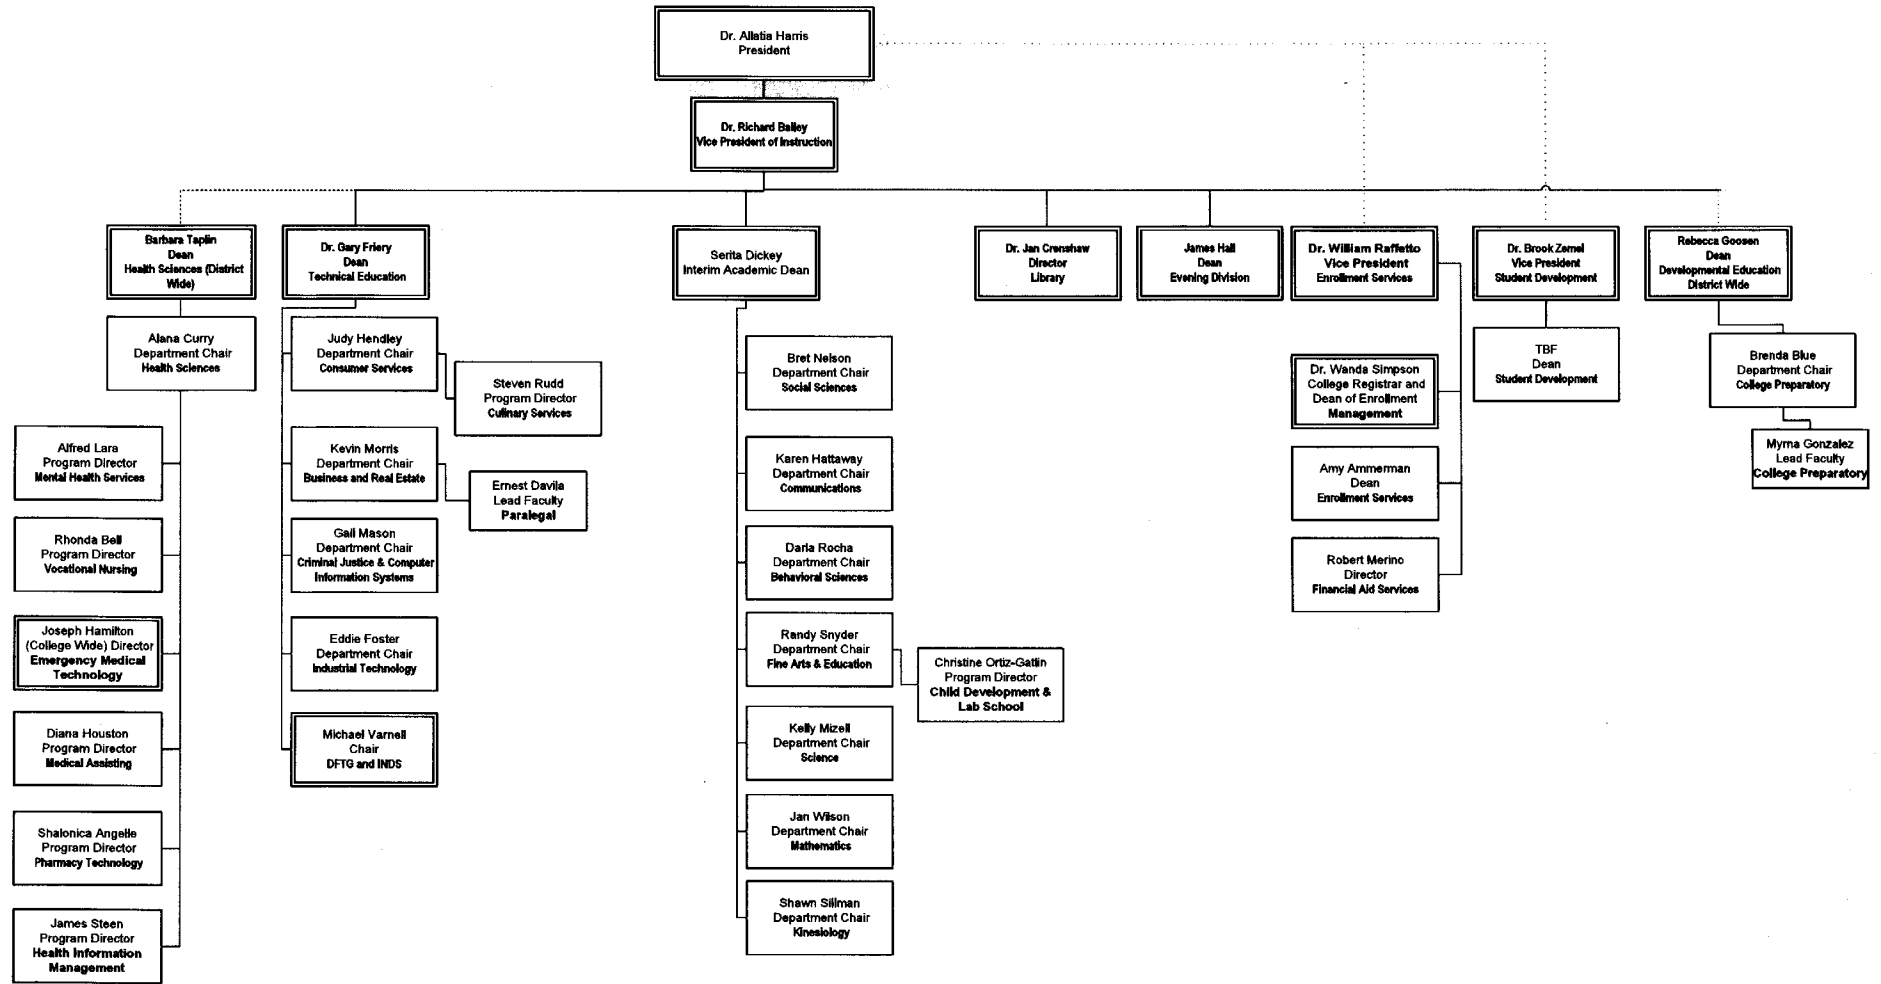 Dr. Allatia Harris
President
Dr. Richard Bailey
Vice President of Instruction
Barbara Taplin
Dean
Health Sciences (District
Wide)
Alana Curry
Department Chair
Health Sciences
Alfred Lara
Program Director
Mental Health Services
Rhonda Bell
Program Director
Vocational Nursing
Joseph Hamilton
(College Wide) Director
Emergency Medical
Technology
Diana Houston
Program Director
Medical Assisting
Shalonica Angelle
Program Director
Pharmacy Technology
James Steen
Program Director
Health Information
Management
Dr. Gary Friery
Dean
Technical Education
Judy Hendley
Department Chair
Consumer Services
Steven Rudd
Program Director
Culinary Services
Kevin Morris
Department Chair
Business and Real Estate
Ernest Davila
Lead Faculty
Paralegal
Gail Mason
Department Chair
Criminal Justice & Computer
Information Systems
Eddie Foster
Department Chair
Industrial Technology
Michael Varnell
Chair
DFTG and INDS
Serita Dickey
Interim Academic Dean
Bret Nelson
Department Chair
Social Sciences
Karen Hattaway
Department Chair
Communications
Darla Rocha
Department Chair
Behavioral Sciences
Randy Snyder
Department Chair
Fine Arts & Education
Christine Ortiz-Gatlin
Program Director
Child Development &
Lab School
Kelly Mizell
Department Chair
Science
Jan Wilson
Department Chair
Mathematics
Shawn Sillman
Department Chair
Kinesiology
Dr. Jan Crenshaw
Director
Library
James Hall
Dean
Evening Division
Dr. William Raffetto
Vice President
Enrollment Services
Dr. Wanda Simpson
College Registrar and
Dean of Enrollment
Management
Amy Ammerman
Dean
Enrollment Services
Robert Merino
Director
Financial Aid Services
Dr. Brook Zemel
Vice President
Student Development
TBF
Dean
Student Development
Rebecca Goosen
Dean
Developmental Education
District Wide
Brenda Blue
Department Chair
College Preparatory
Myrna Gonzalez
Lead Faculty
College Preparatory